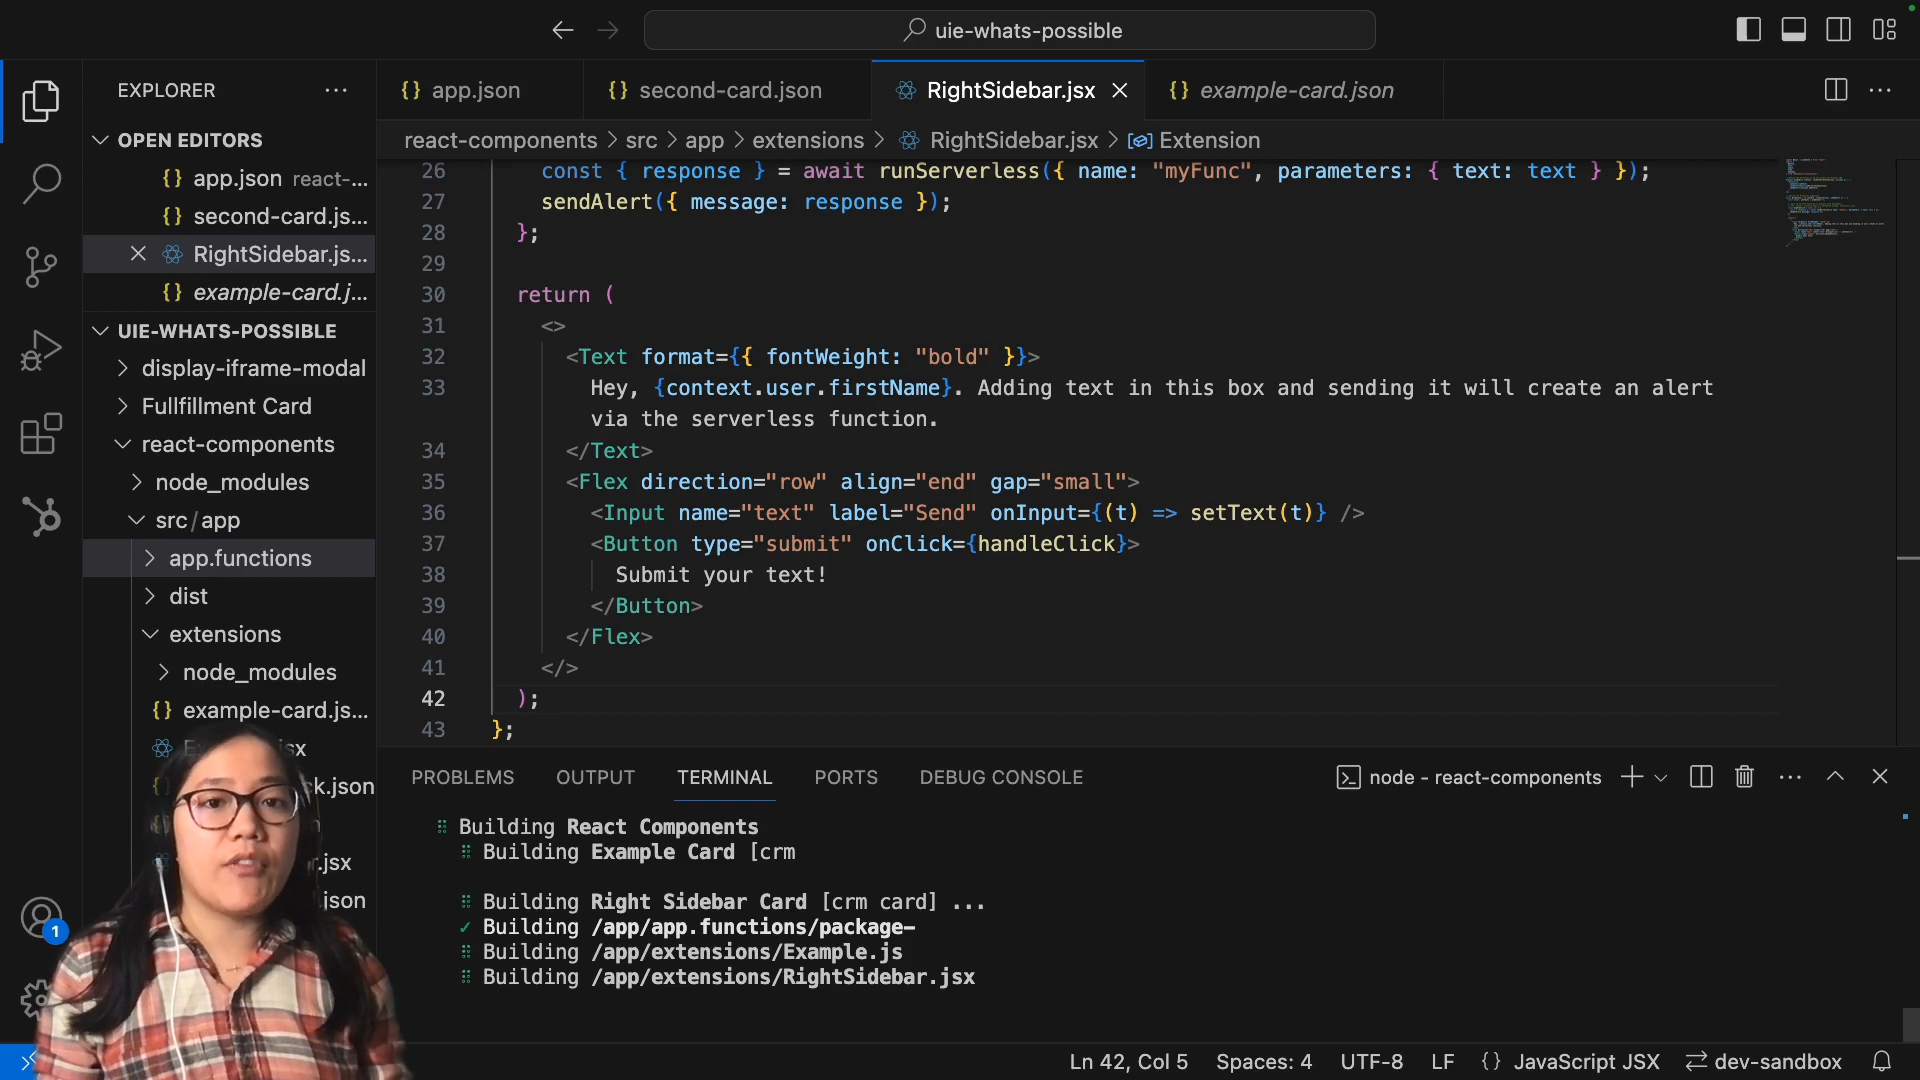 uie-whats-possible
EXPLORER
OPEN EDITORS
{} app.json react-...
{} second-card.js...
RightSidebar.js...
{} example-card.j...
UIE-WHATS-POSSIBLE
display-iframe-modal
Fullfillment Card
react-components
node_modules
src/app
app.functions
dist
extensions
node_modules
{} example-card.js...
sx
k.json
.jsx
.json
1
{} app.json
{} second-card.json
RightSidebar.jsx
{} example-card.json
react-components > src > app > extensions > RightSidebar.jsx > Extension
26 const { response } = await runServerless({ name: "myFunc", parameters: { text: text } });
27 sendAlert({ message: response });
28 };
29
30 return (
31 <>
32 <Text format={{ fontWeight: "bold" }}>
33 Hey, {context.user.firstName}. Adding text in this box and sending it will create an alert
via the serverless function.
34 </Text>
35 <Flex direction="row" align="end" gap="small">
36 <Input name="text" label="Send" onInput={(t) => setText(t)} />
37 <Button type="submit" onClick={handleClick}>
38 Submit your text!
39 </Button>
40 </Flex>
41 </>
42 );
43 };
PROBLEMS OUTPUT TERMINAL PORTS DEBUG CONSOLE
node - react-components
Building React Components
Building Example Card [crm
Building Right Sidebar Card [crm card] ...
✓ Building /app/app.functions/package-
Building /app/extensions/Example.js
Building /app/extensions/RightSidebar.jsx
Ln 42, Col 5 Spaces: 4 UTF-8 LF {} JavaScript JSX dev-sandbox